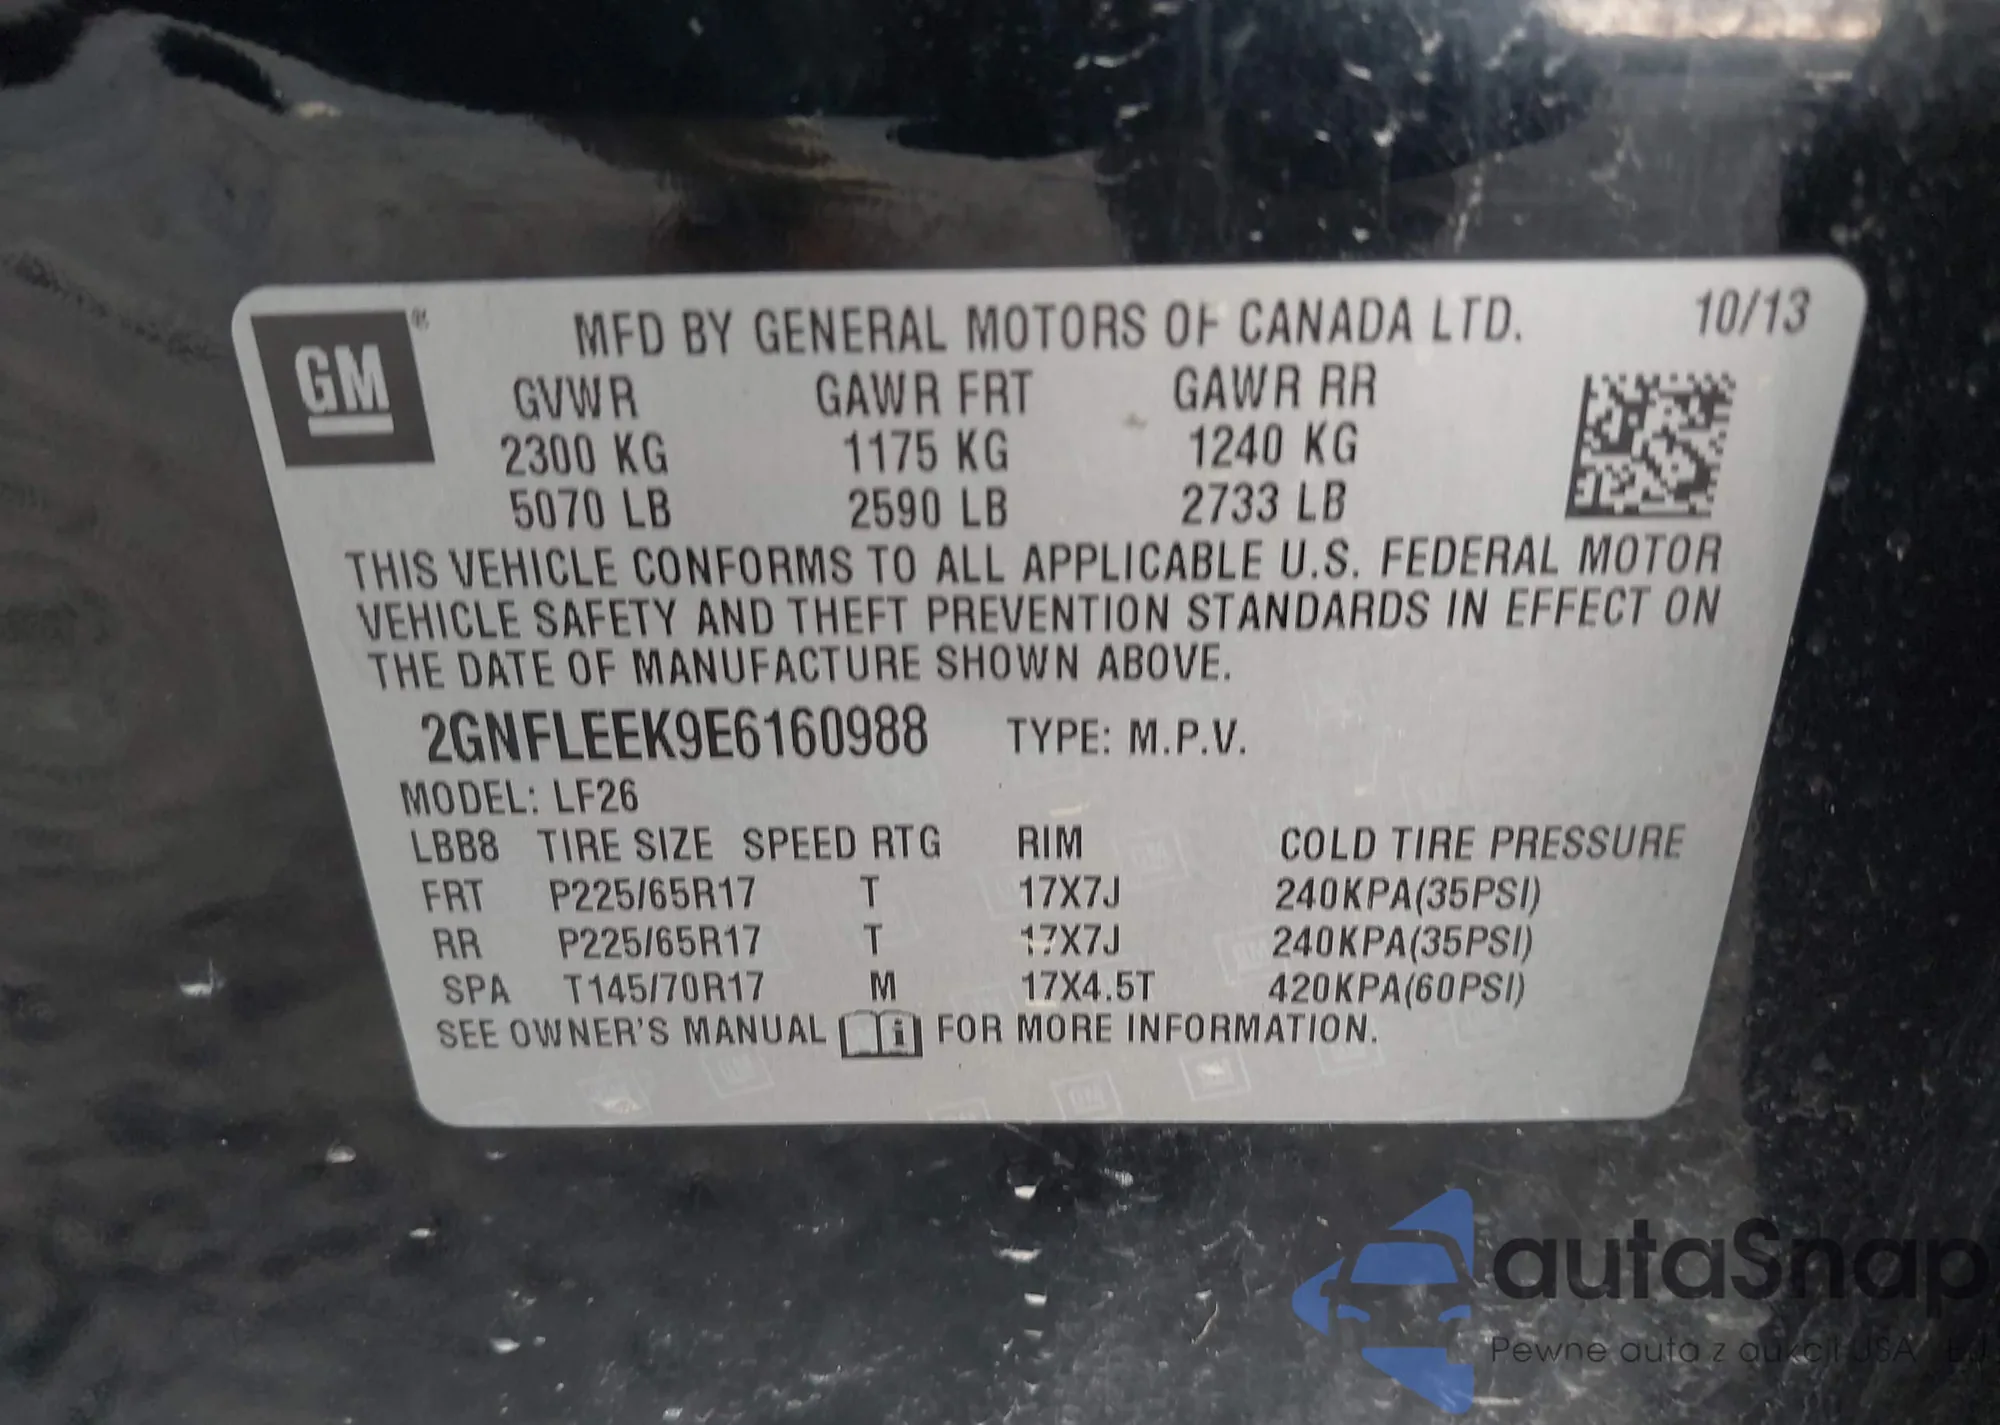 GM®
MFD BY GENERAL MOTORS OF CANADA LTD. 10/13
GVWR GAWR FRT GAWR RR
2300 KG 1175 KG 1240 KG
5070 LB 2590 LB 2733 LB
THIS VEHICLE CONFORMS TO ALL APPLICABLE U.S. FEDERAL MOTOR
VEHICLE SAFETY AND THEFT PREVENTION STANDARDS IN EFFECT ON
THE DATE OF MANUFACTURE SHOWN ABOVE.
2GNFLEEK9E6160988 TYPE: M.P.V.
MODEL: LF26
LBB8 TIRE SIZE SPEED RTG RIM COLD TIRE PRESSURE
FRT P225/65R17 T 17X7J 240KPA(35PSI)
RR P225/65R17 T 17X7J 240KPA(35PSI)
SPA T145/70R17 M 17X4.5T 420KPA(60PSI)
SEE OWNER'S MANUAL i FOR MORE INFORMATION.
autaSnap
Pewne auta z aukcji USA